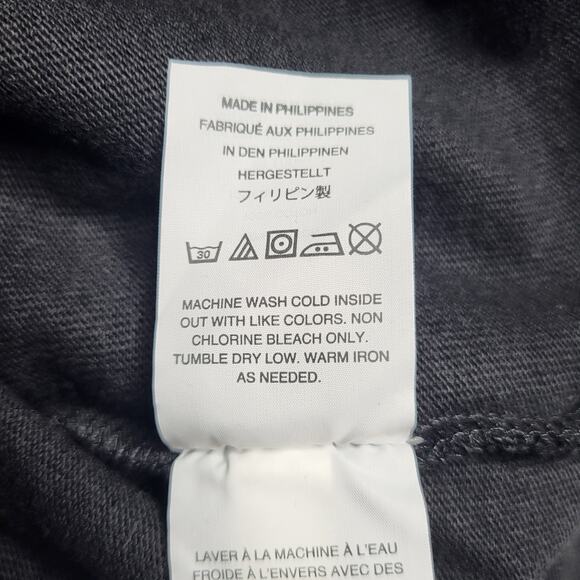 MADE IN PHILIPPINES
FABRIQUÉ AUX PHILIPPINES
IN DEN PHILIPPINEN
HERGESTELLT
フィリピン製
30
MACHINE WASH COLD INSIDE
OUT WITH LIKE COLORS. NON
CHLORINE BLEACH ONLY.
TUMBLE DRY LOW. WARM IRON
AS NEEDED.
LAVER À LA MACHINE À L'EAU
FROIDE À L'ENVERS AVEC DES